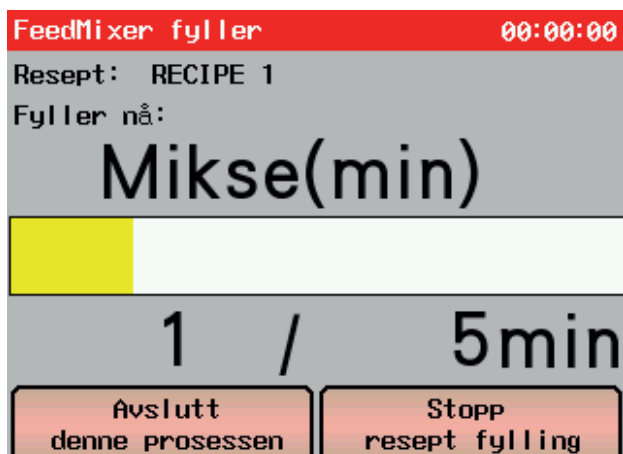 FeedMixer fyller 00:00:00
Resept: RECIPE 1
Fyller nå:
Mikse(min)
1 / 5min
Avslutt
denne prosessen
Stopp
resept fylling